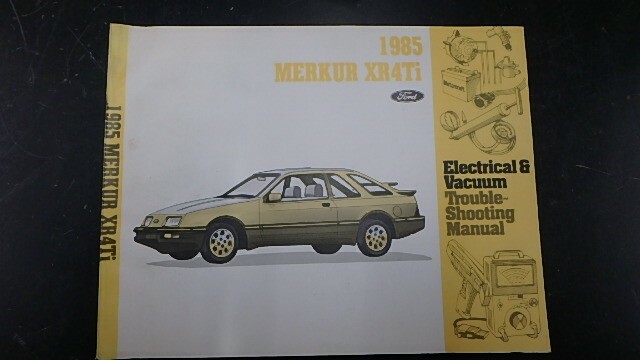 1985
MERKUR XR4Ti
Ford
1985 MERKUR XR4Ti
Electrical &
Vacuum
Trouble-
Shooting
Manual